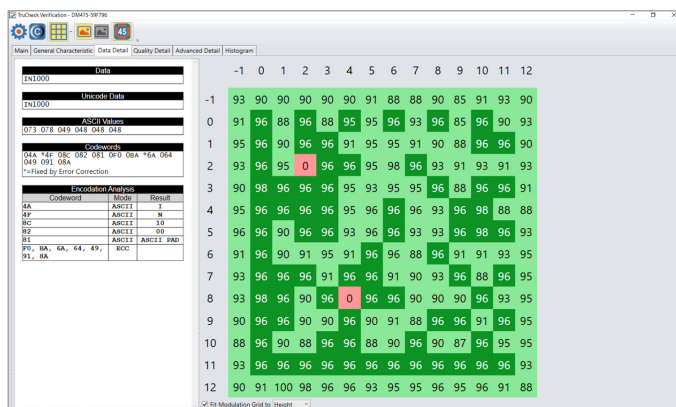 TruCheck Verification - DM475-59F796
45
Main General Characteristic Data Detail Quality Detail Advanced Detail Histogram
Data
IN1000
Unicode Data
IN1000
ASCII Values
073 078 049 048 048 048
Codewords
04A *4F 08C 082 081 0F0 0BA *6A 064
049 091 08A
*=Fixed by Error Correction
Encodation Analysis
Codeword Mode Result
4A ASCII I
4F ASCII N
8C ASCII 10
82 ASCII 00
81 ASCII ASCII PAD
F0, BA, 6A, 64, 49, ECC
91, 8A
-1 0 1 2 3 4 5 6 7 8 9 10 11 12
-1 93 90 90 90 90 90 91 88 88 90 85 91 93 90
0 91 96 88 96 88 95 95 96 93 96 85 96 90 93
1 95 96 90 96 96 91 95 95 91 90 88 96 96 90
2 93 96 95 0 96 96 95 98 96 93 91 93 91 93
3 90 98 96 96 96 95 93 95 95 96 88 96 96 91
4 95 96 96 96 96 95 96 96 96 93 96 98 88 88
5 96 96 90 96 96 93 96 93 96 93 96 98 96 93
6 91 96 90 91 95 91 96 96 88 96 91 91 93 95
7 93 96 96 96 91 96 96 91 90 93 96 88 96 95
8 93 98 96 90 96 0 96 96 90 90 90 96 93 95
9 90 96 96 90 90 96 90 91 88 96 96 91 96 95
10 88 96 90 88 96 96 88 90 96 90 87 96 95 95
11 93 96 96 96 96 96 96 96 96 96 96 96 96 93
12 90 91 100 98 96 96 93 95 95 96 95 96 91 88
Fit Modulation Grid to Height